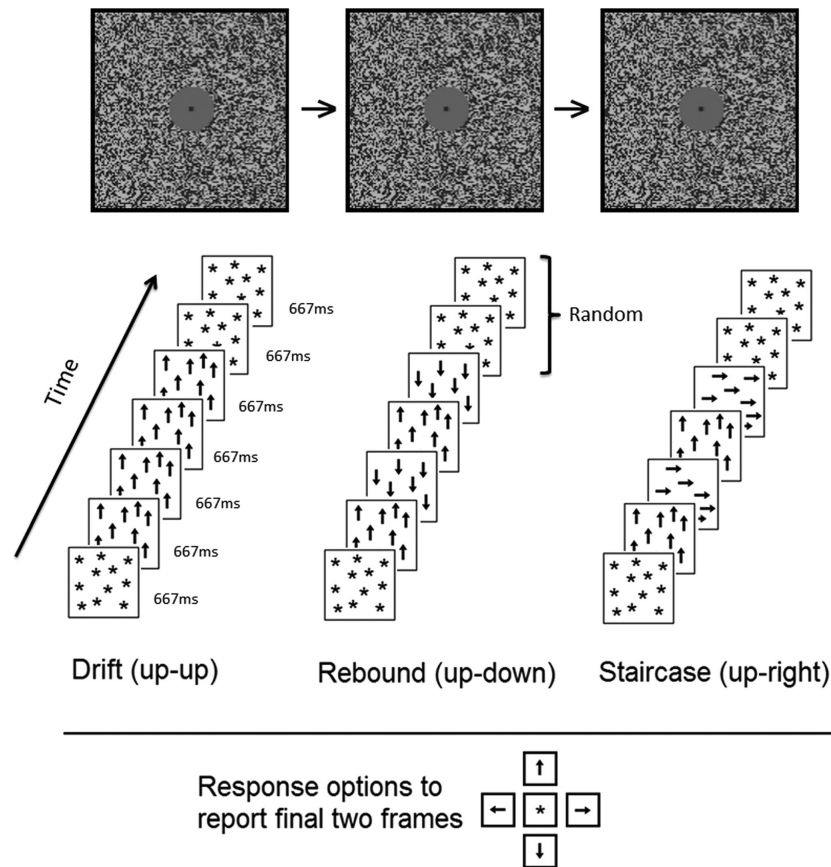 667ms
Random
667ms
Time
667ms
667ms
667ms
667ms
667ms
Drift (up-up)
Rebound (up-down)
Staircase (up-right)
Response options to
report final two frames